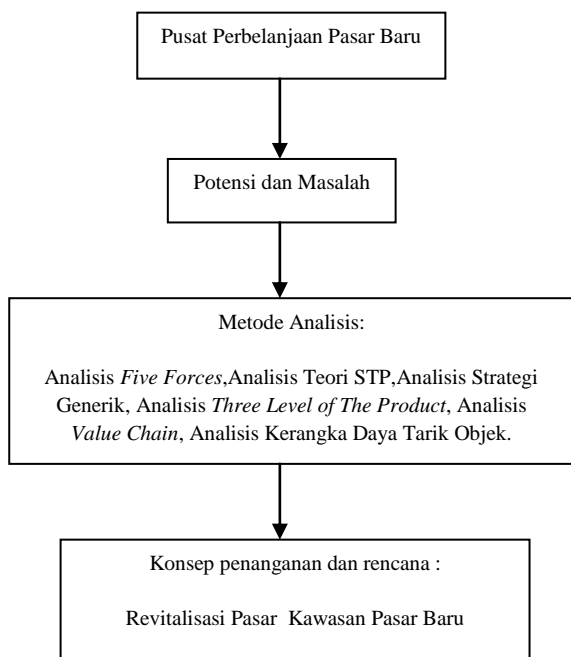 Pusat Perbelanjaan Pasar Baru
Potensi dan Masalah
Metode Analisis:
Analisis Five Forces,Analisis Teori STP,Analisis Strategi
Generik, Analisis Three Level of The Product, Analisis
Value Chain, Analisis Kerangka Daya Tarik Objek.
Konsep penanganan dan rencana :
Revitalisasi Pasar Kawasan Pasar Baru